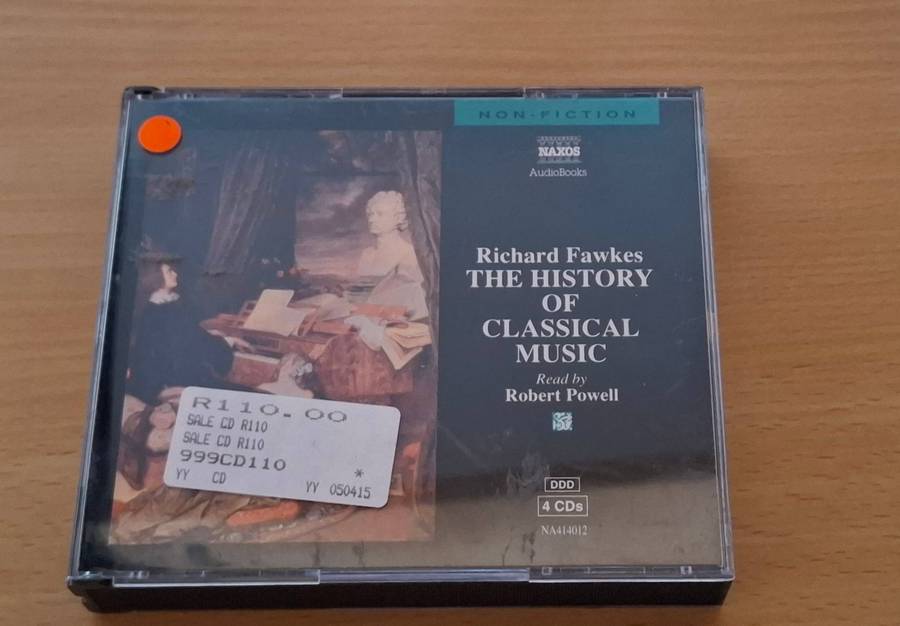 NON-FICTION
NAXOS
AudioBooks
Richard Fawkes
THE HISTORY
OF
CLASSICAL
MUSIC
Read by
Robert Powell
DDD
4 CDs
NA414012
R110.00
SALE CD R110
SALE CD R110
999CD110 *
YY CD YY 050415